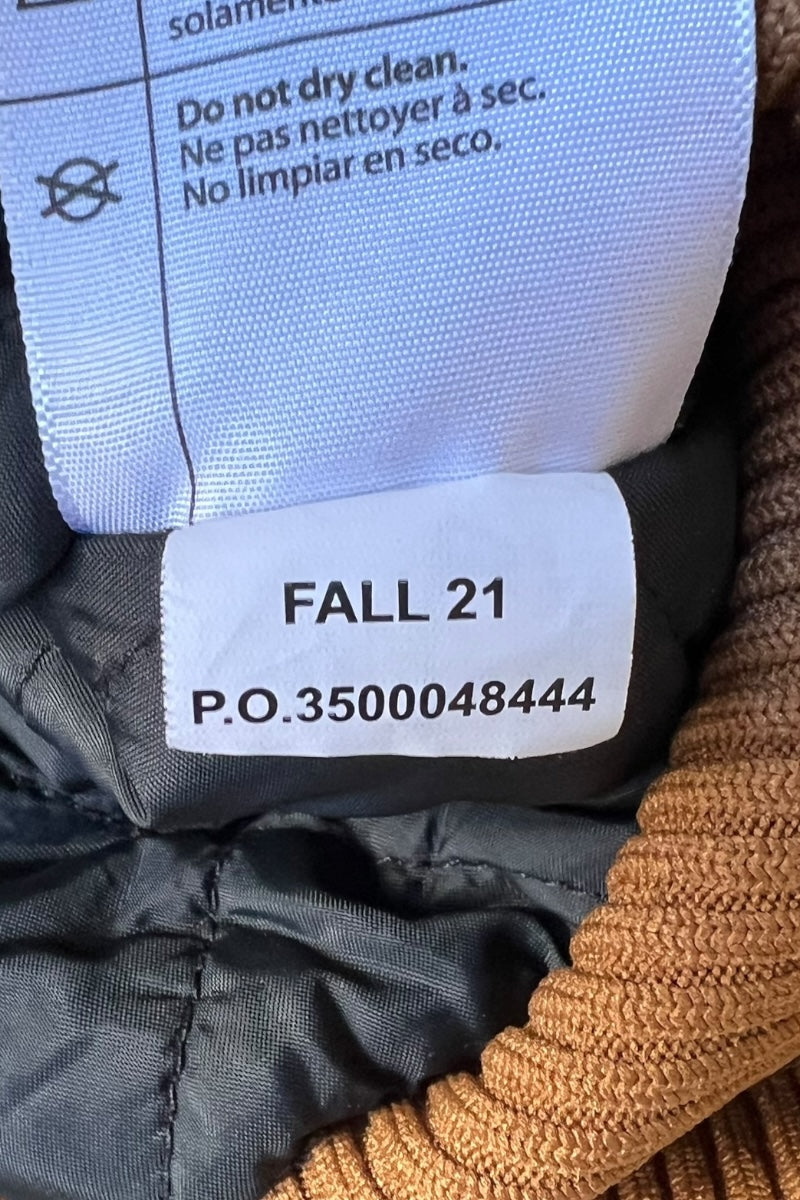 Do not dry clean.
Ne pas nettoyer à sec.
No limpiar en seco.
FALL 21
P.O.3500048444